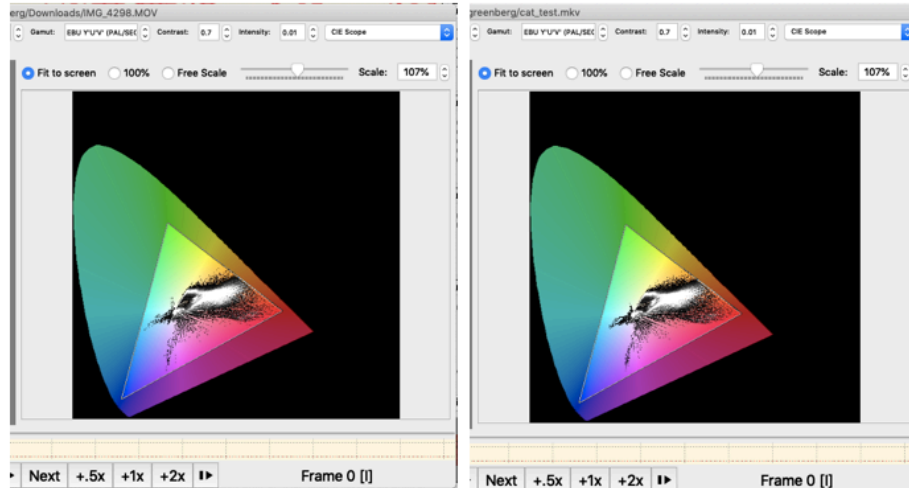 erg/Downloads/IMG_4298.MOV
Gamut: EBU Y'U'V' (PAL/SEC Contrast: 0.7 Intensity: 0.01 CIE Scope
Fit to screen 100% Free Scale Scale: 107%
Next +.5x +1x +2x Frame 0 [I]
greenberg/cat_test.mkv
Gamut: EBU Y'U'V' (PAL/SEC Contrast: 0.7 Intensity: 0.01 CIE Scope
Fit to screen 100% Free Scale Scale: 107%
Next +.5x +1x +2x Frame 0 [I]